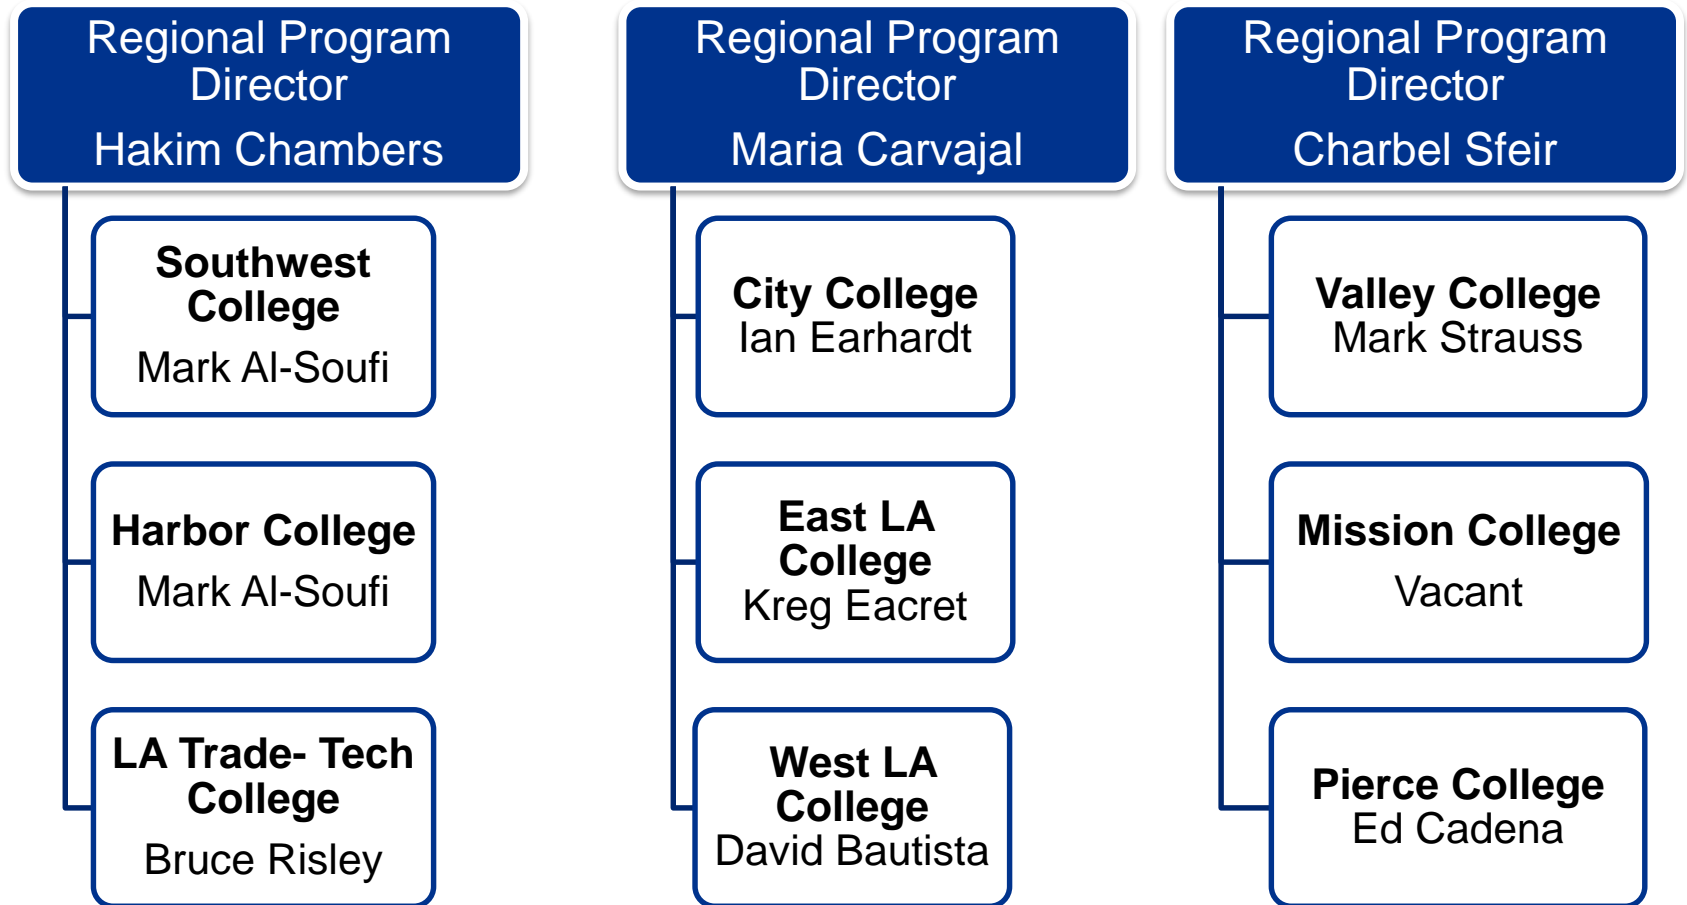 Regional Program
Director
Hakim Chambers
Southwest
College
Mark Al-Soufi
Harbor College
Mark Al-Soufi
LA Trade- Tech
College
Bruce Risley
Regional Program
Director
Maria Carvajal
City College
Ian Earhardt
East LA
College
Kreg Eacret
West LA
College
David Bautista
Regional Program
Director
Charbel Sfeir
Valley College
Mark Strauss
Mission College
Vacant
Pierce College
Ed Cadena